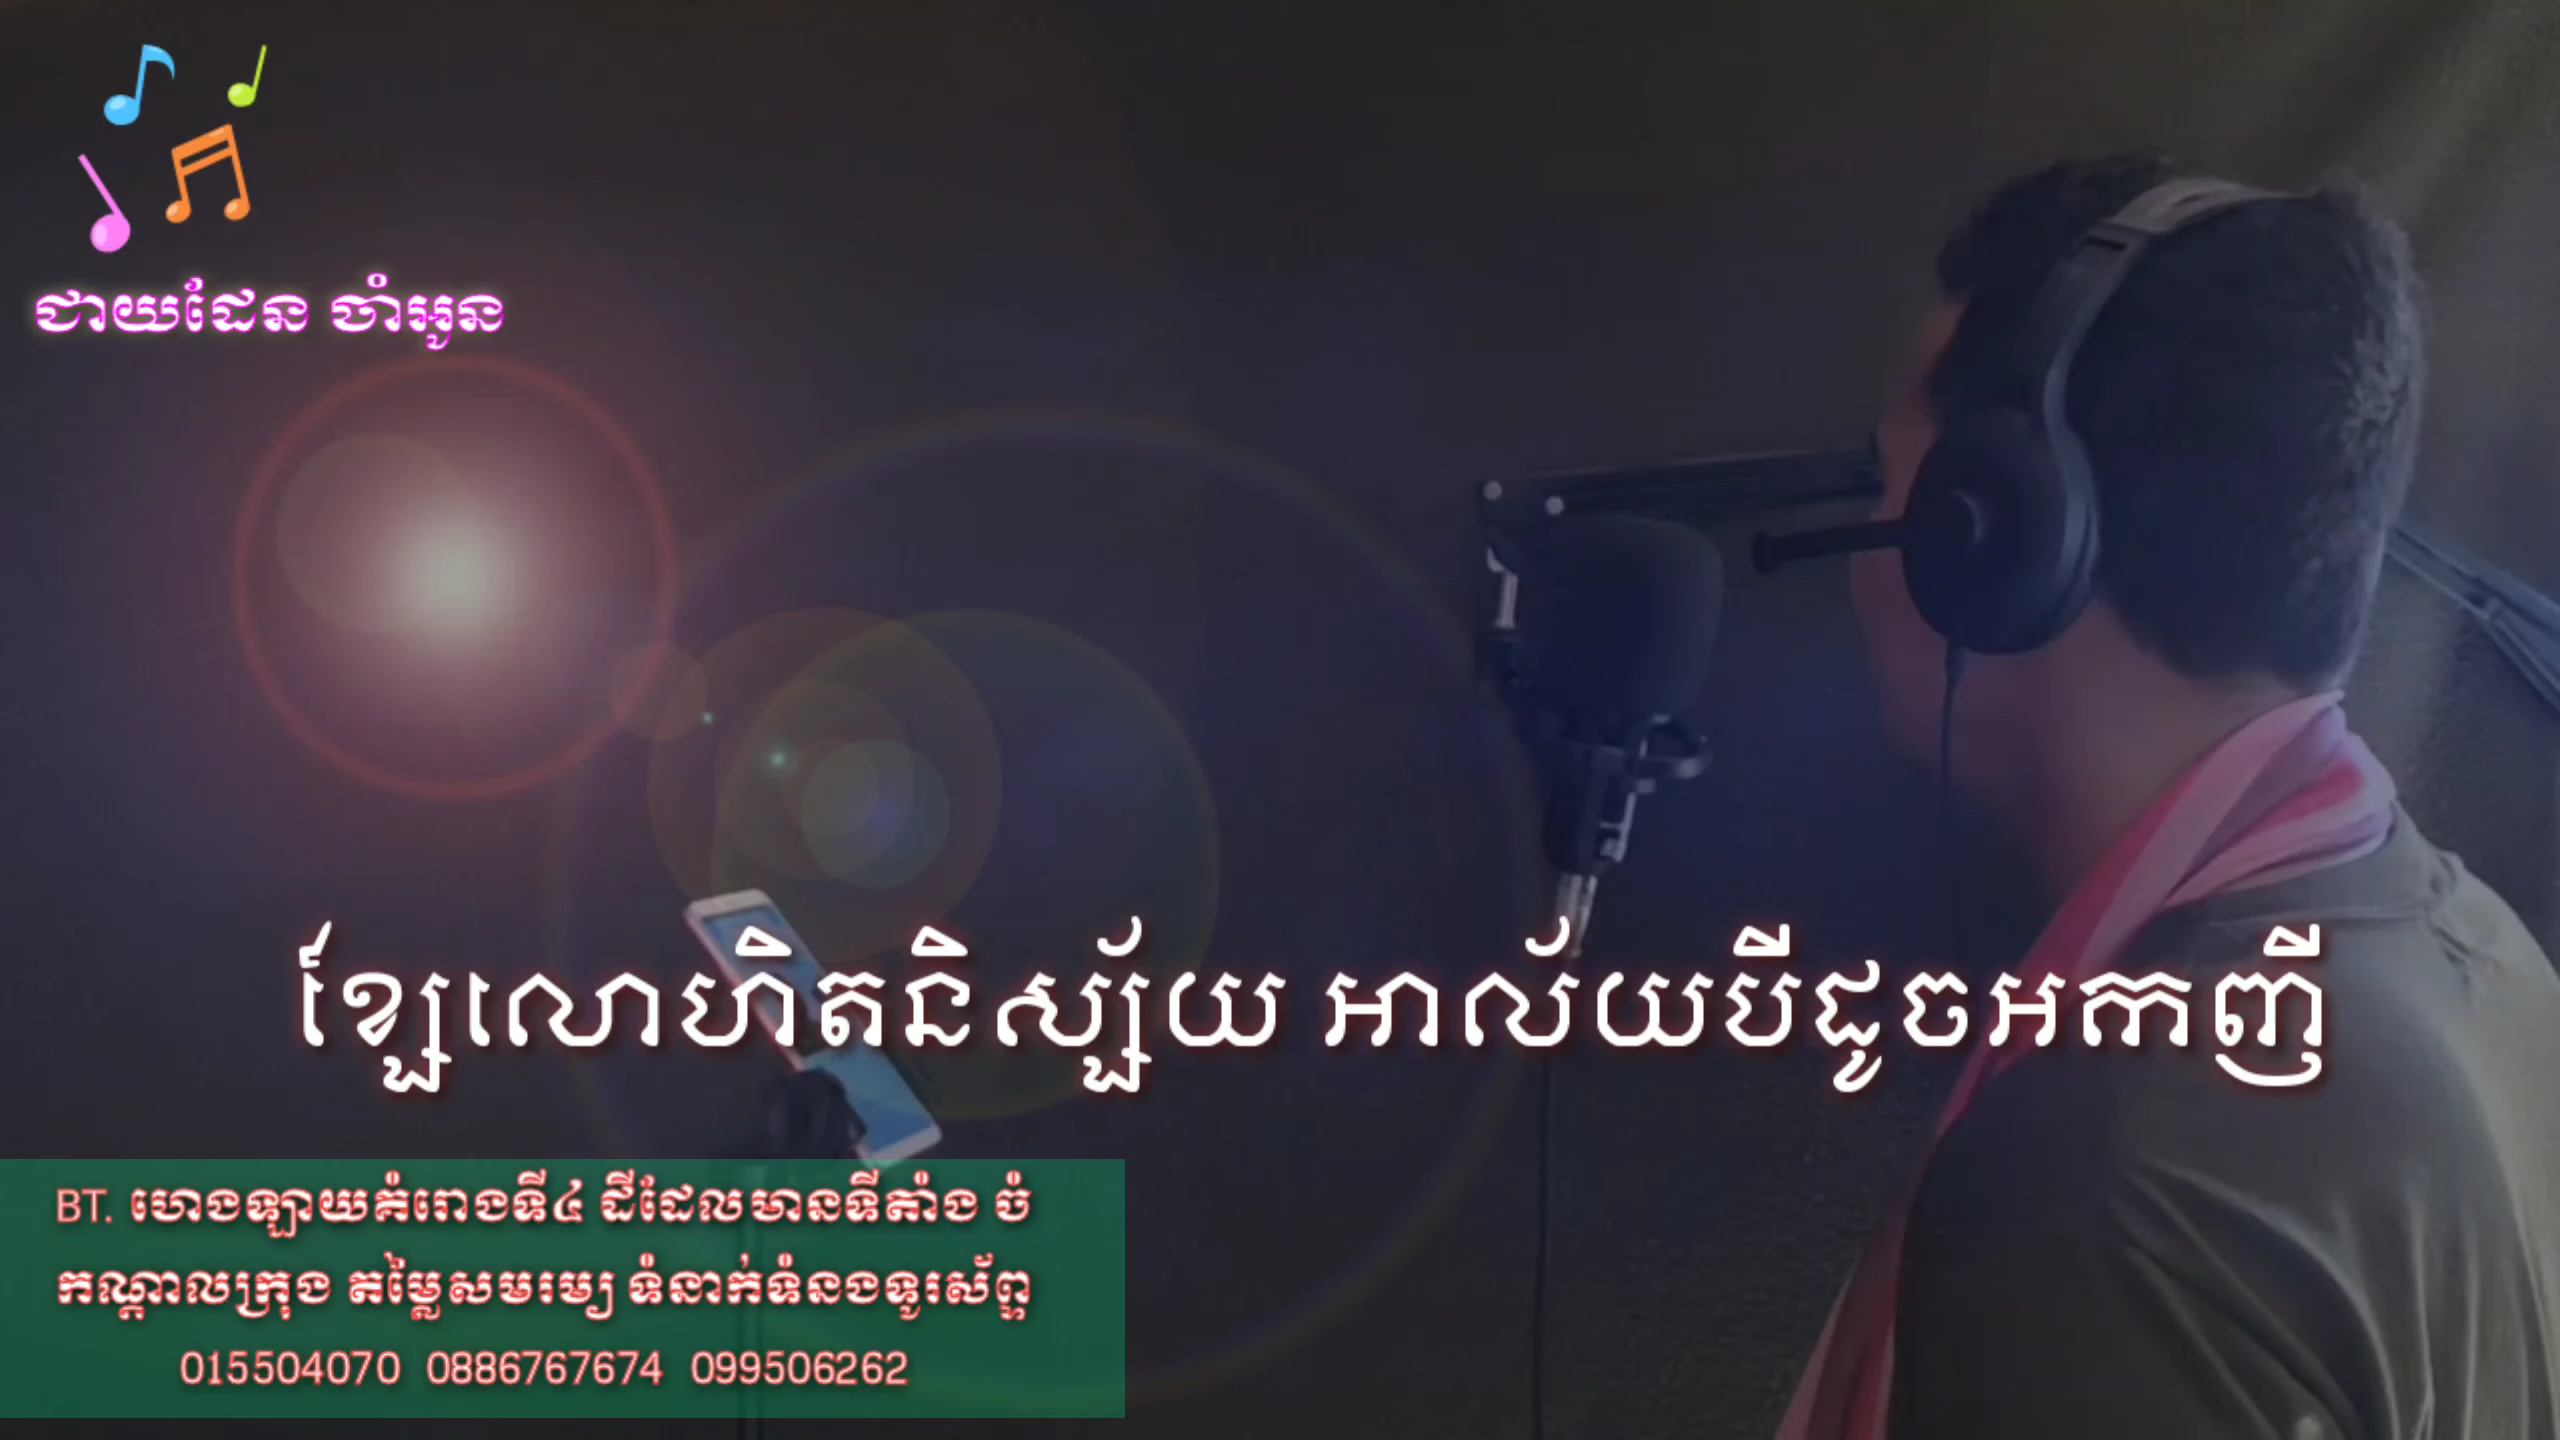 ជាយដែន ចាំអូន
ខ្សែលោហិតនិស្ស័យ អាល័យបីដូចអកញី
BT. ហេងឡាយគំរោងទី៤ ដីដែលមានទីតាំង ចំ
កណ្តាលក្រុង តម្លៃសមរម្យ ទំនាក់ទំនងទូរស័ព្ទ
015504070 0886767674 099506262